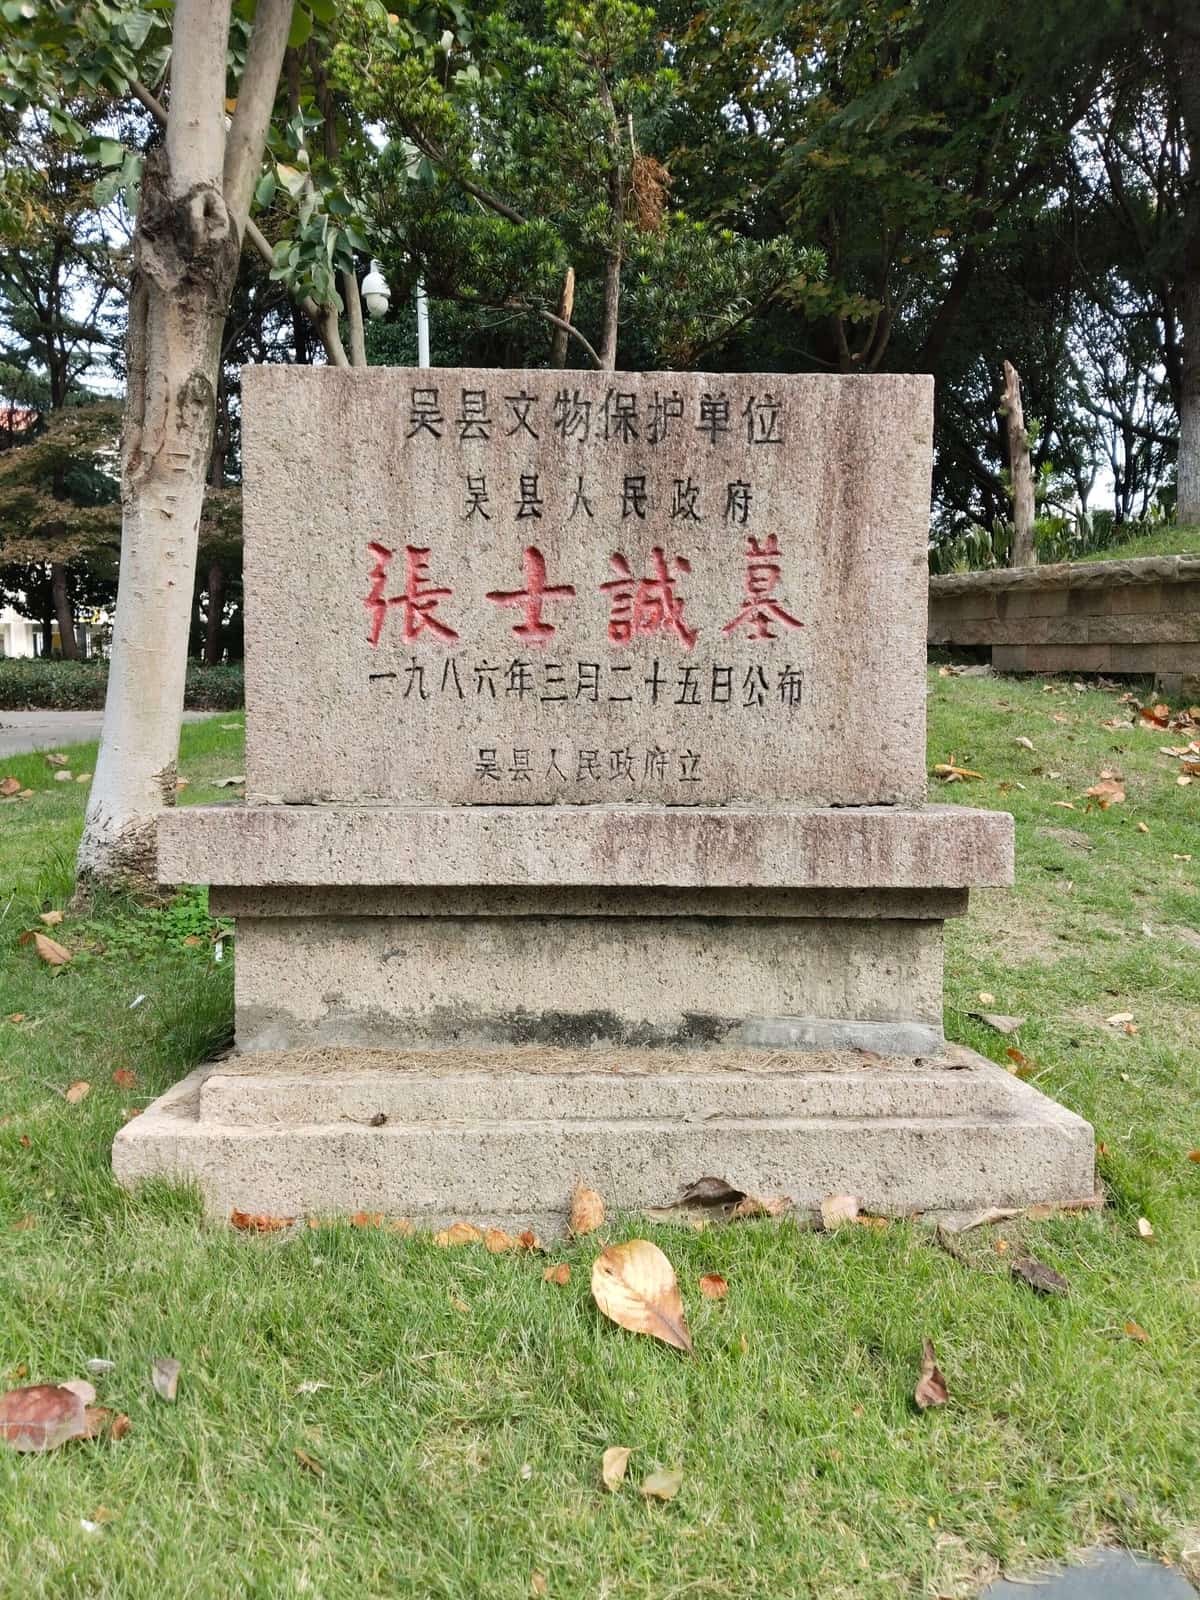 吴县文物保护单位
吴县人民政府
張士誠墓
一九八六年三月二十五日公布
吴县人民政府立